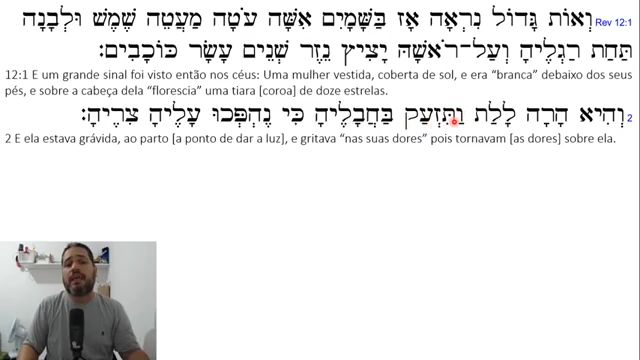 וְאוֹת גָּדוֹל נִרְאָה אָז בַּשָּׁמָיִם אִשָּׁה עֹטָה מַעֲטֵה שֶׁמֶשׁ וּלְבָנָה Rev 12:1
תַּחַת רַגְלֶיהָ וְעַל־רֹאשָׁהּ יָצִיץ נֵזֶר שְׁנֵים עָשָׂר כּוֹכָבִים׃
12:1 E um grande sinal foi visto então nos céus: Uma mulher vestida, coberta de sol, e era “branca” debaixo dos seus
pés, e sobre a cabeça dela “florescia” uma tiara [coroa] de doze estrelas.
2 וְהִיא הָרָה לָלַת וַתִּזְעַק בַּחֲבָלֶיהָ כִּי נֶהֶפְכוּ עָלֶיהָ צִרֶיהָ׃
2 E ela estava grávida, ao parto [a ponto de dar a luz], e gritava “nas suas dores” pois tornavam [as dores] sobre ela.